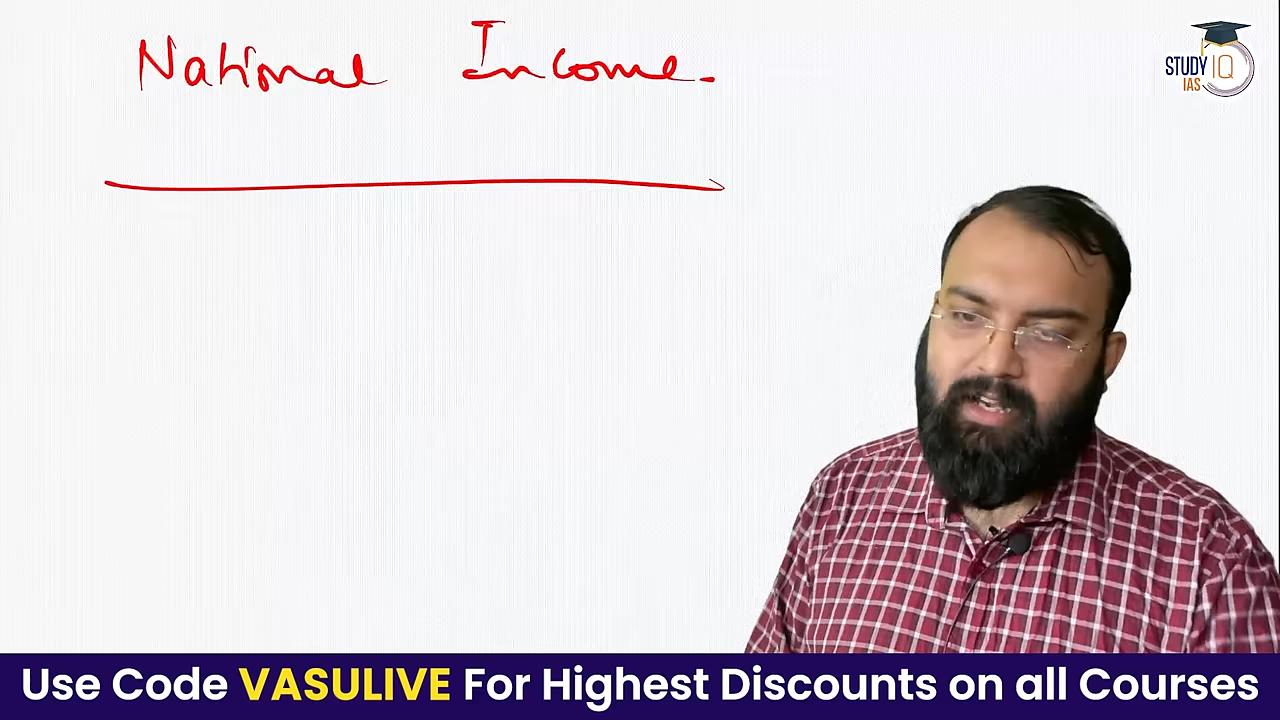 National Income.
STUDY IQ
IAS
Use Code VASULIVE For Highest Discounts on all Courses